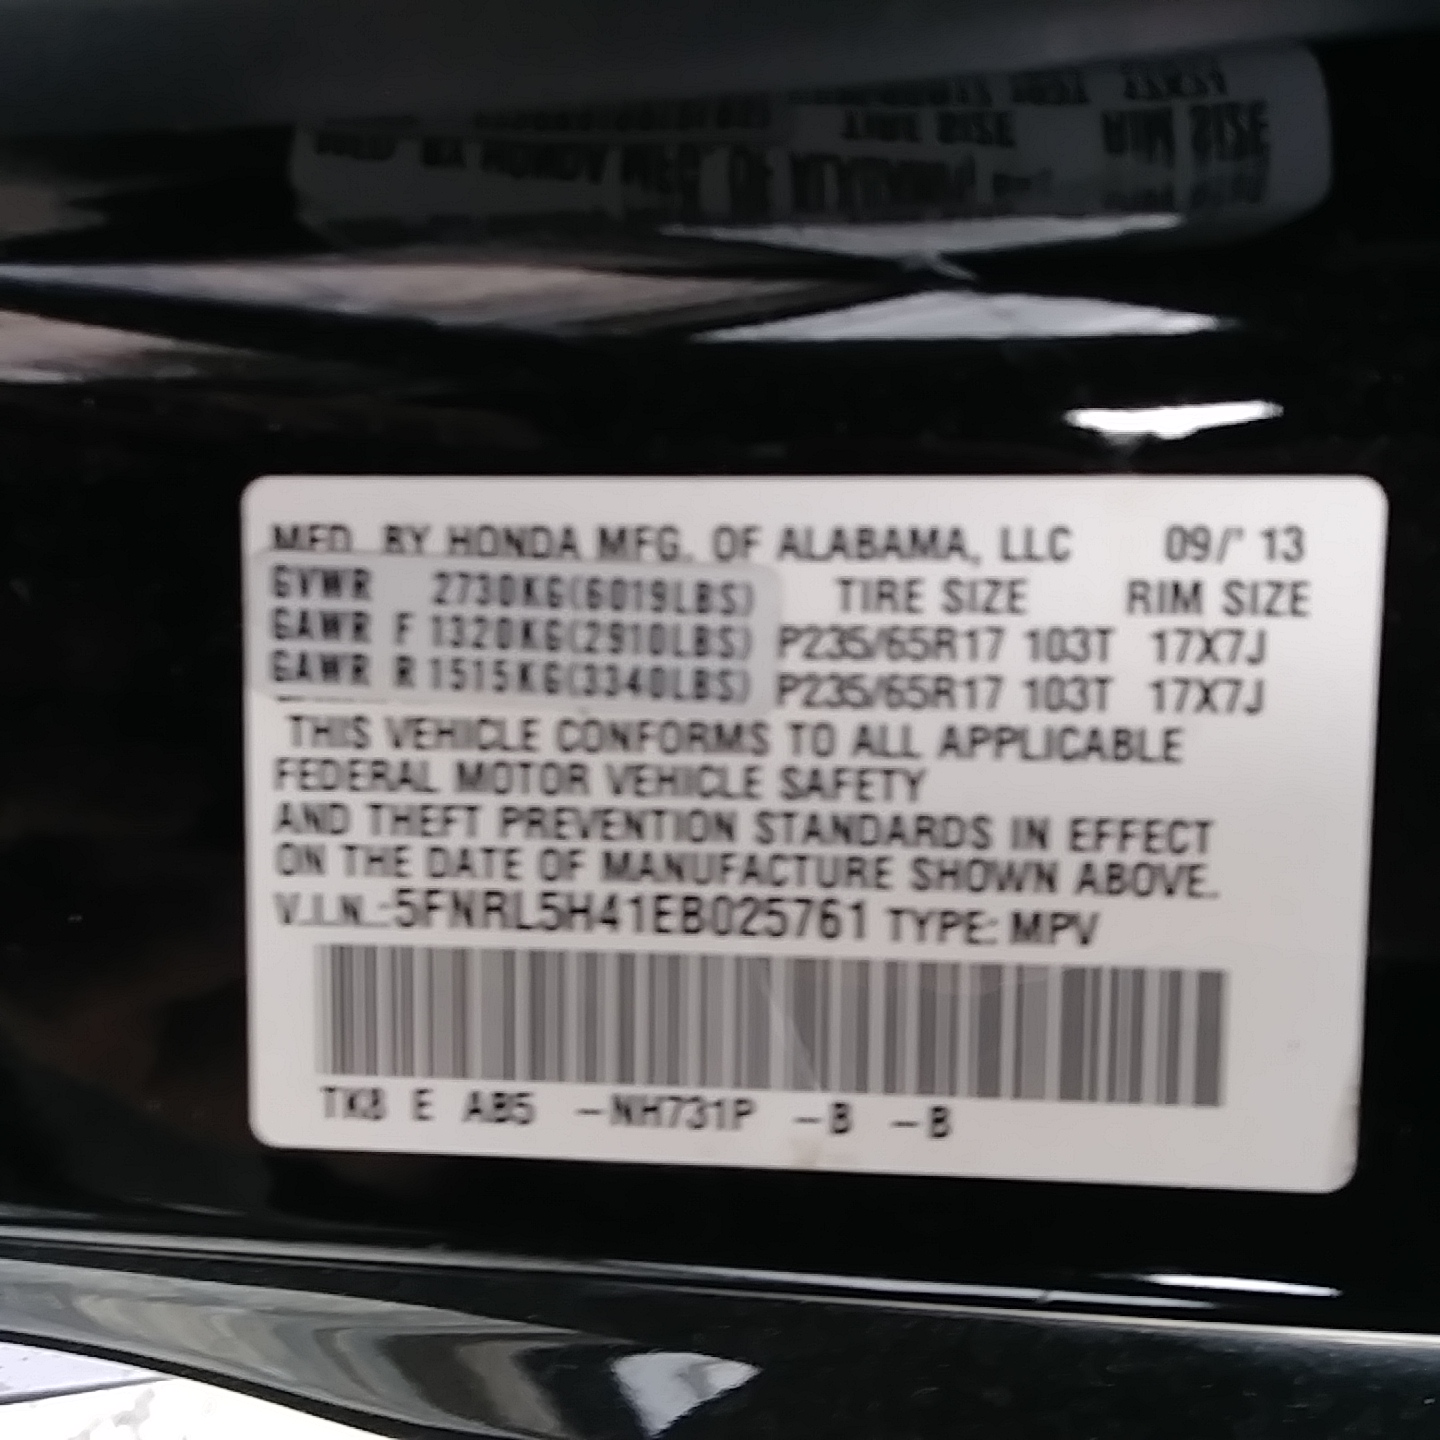 MFD. BY HONDA MFG. OF ALABAMA, LLC 09/' 13
GVWR 2730KG(6019LBS) TIRE SIZE RIM SIZE
GAWR F 1320KG(2910LBS) P235/65R17 103T 17X7J
GAWR R 1515KG(3340LBS) P235/65R17 103T 17X7J
THIS VEHICLE CONFORMS TO ALL APPLICABLE
FEDERAL MOTOR VEHICLE SAFETY
AND THEFT PREVENTION STANDARDS IN EFFECT
ON THE DATE OF MANUFACTURE SHOWN ABOVE.
V.I.N.:5FNRL5H41EB025761 TYPE: MPV
TK8 E AB5 -NH731P -B -B